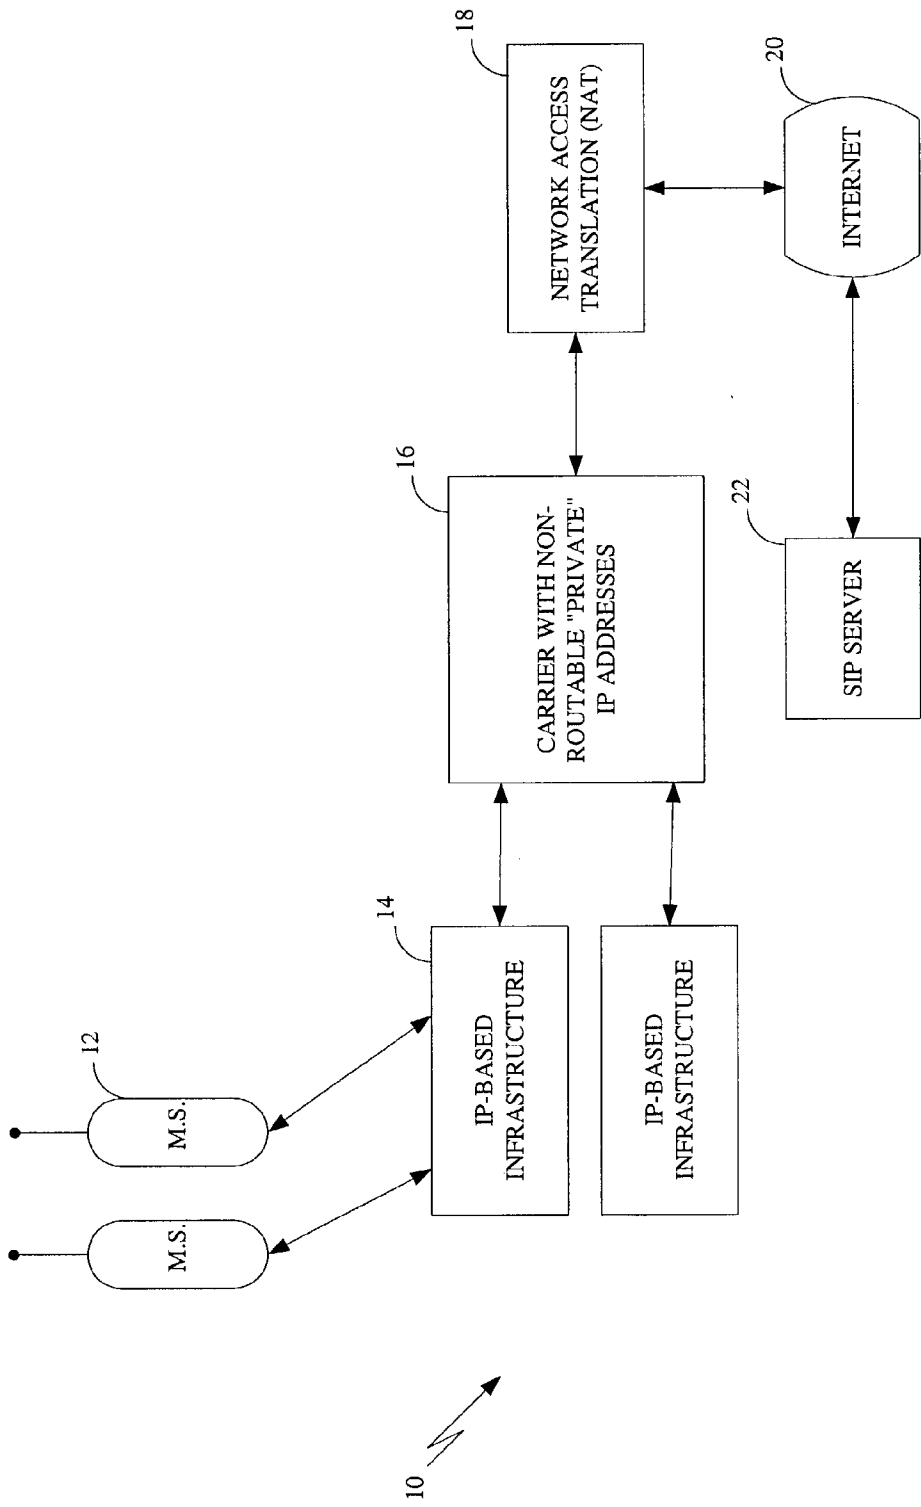 12
M.S.
M.S.
14
IP-BASED
INFRASTRUCTURE
IP-BASED
INFRASTRUCTURE
16
CARRIER WITH NON-
ROUTABLE "PRIVATE"
IP ADDRESSES
18
NETWORK ACCESS
TRANSLATION (NAT)
20
INTERNET
22
SIP SERVER
10